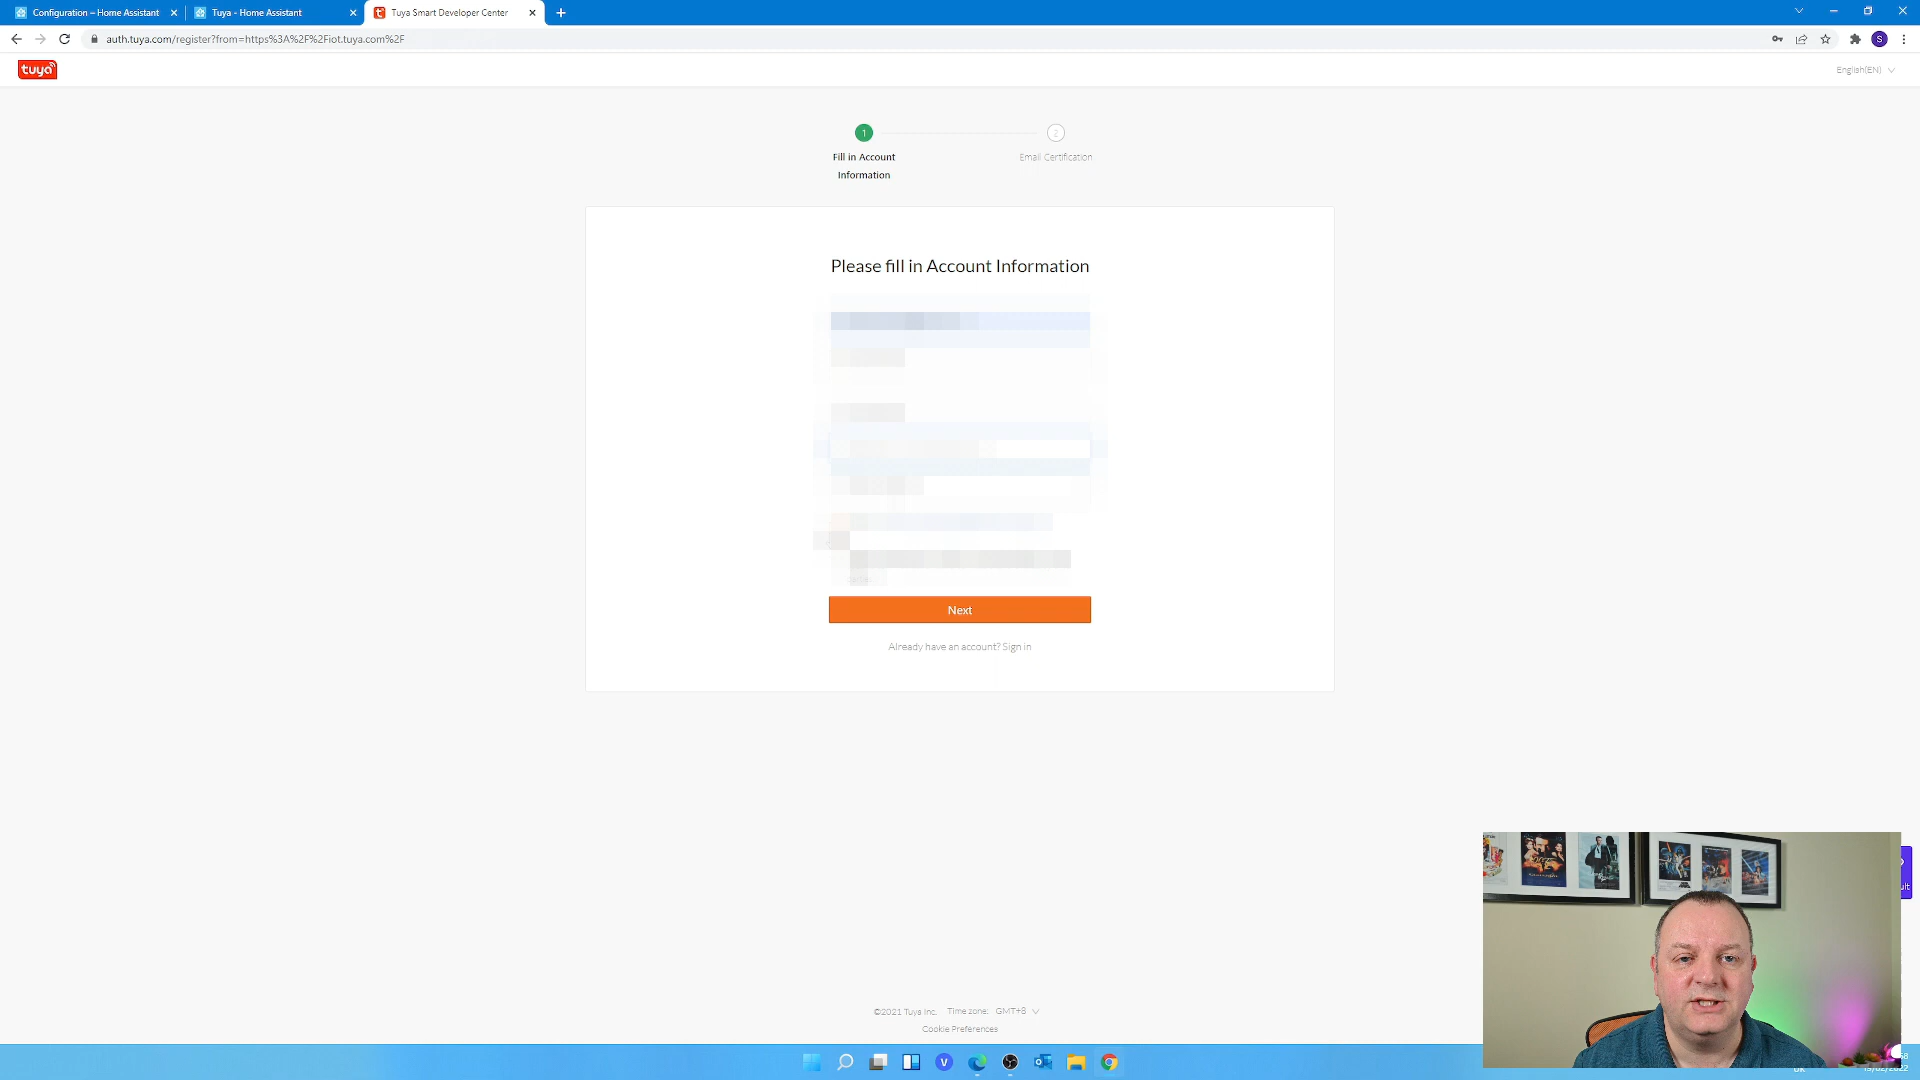 Configuration – Home Assistant
Tuya - Home Assistant
Tuya Smart Developer Center
auth.tuya.com/register?from=https%3A%2F%2Fiot.tuya.com%2F
S
tuya
English(EN)
1
2
Fill in Account
Information
Email Certification
Please fill in Account Information
Next
Already have an account? Sign in
©2021 Tuya Inc.
Time zone: GMT+8
Cookie Preferences
V
UK